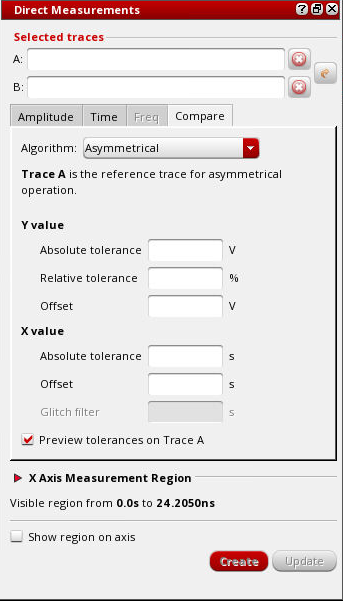 Direct Measurements
Selected traces
A:
B:
Amplitude Time Freq Compare
Algorithm: Asymmetrical
Trace A is the reference trace for asymmetrical
operation.
Y value
Absolute tolerance V
Relative tolerance %
Offset V
X value
Absolute tolerance s
Offset s
Glitch filter s
Preview tolerances on Trace A
X Axis Measurement Region
Visible region from 0.0s to 24.2050ns
Show region on axis
Create Update